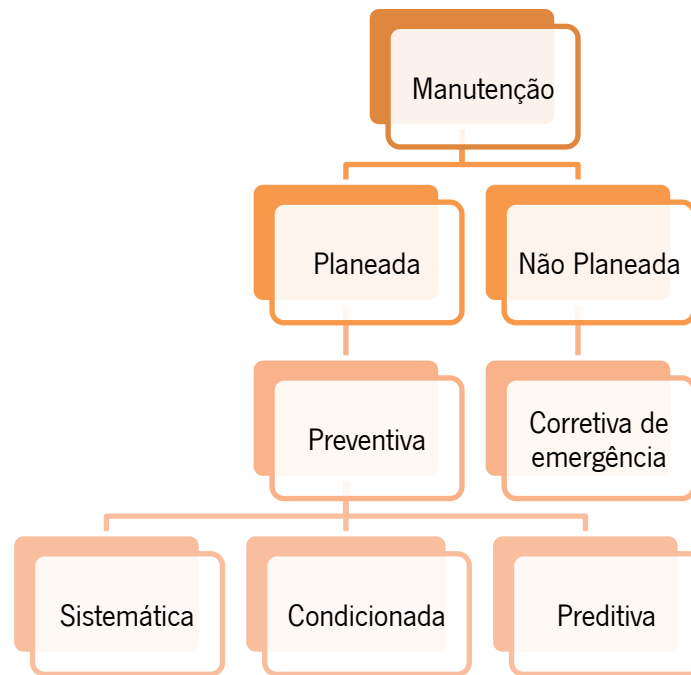 Manutenção
Planeada
Não Planeada
Preventiva
Corretiva de
emergência
Sistemática
Condicionada
Preditiva